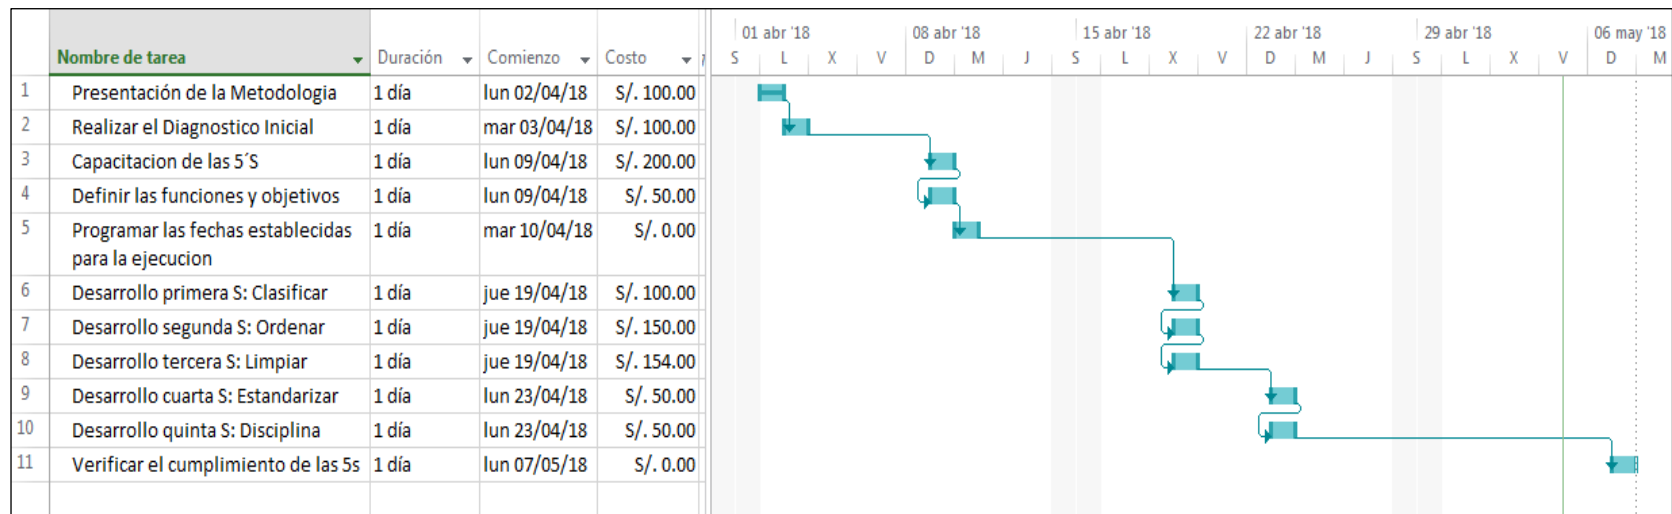 01 abr '18 08 abr '18 15 abr '18 22 abr '18 29 abr '18 06 may '18
Nombre de tarea Duración Comienzo Costo S L X V D M J S L X V D M J S L X V D M
1 Presentación de la Metodologia 1 día lun 02/04/18 S/. 100.00
2 Realizar el Diagnostico Inicial 1 día mar 03/04/18 S/. 100.00
3 Capacitacion de las 5´S 1 día lun 09/04/18 S/. 200.00
4 Definir las funciones y objetivos 1 día lun 09/04/18 S/. 50.00
5 Programar las fechas establecidas 1 día mar 10/04/18 S/. 0.00
para la ejecucion
6 Desarrollo primera S: Clasificar 1 día jue 19/04/18 S/. 100.00
7 Desarrollo segunda S: Ordenar 1 día jue 19/04/18 S/. 150.00
8 Desarrollo tercera S: Limpiar 1 día jue 19/04/18 S/. 154.00
9 Desarrollo cuarta S: Estandarizar 1 día lun 23/04/18 S/. 50.00
10 Desarrollo quinta S: Disciplina 1 día lun 23/04/18 S/. 50.00
11 Verificar el cumplimiento de las 5s 1 día lun 07/05/18 S/. 0.00